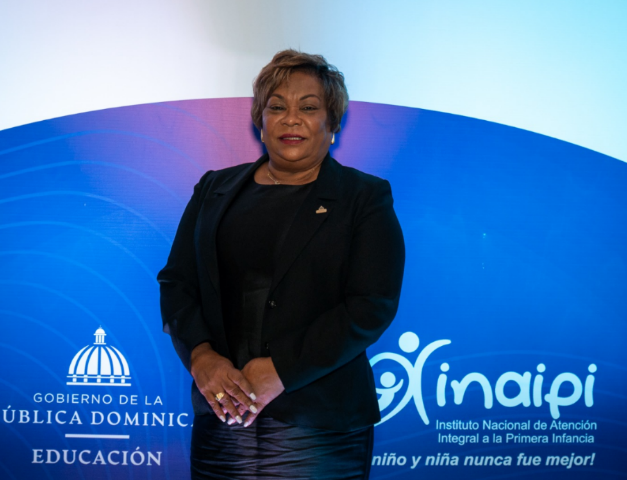 GOBIERNO DE LA
ÚBLICA DOMINIC
EDUCACIÓN
inaipi
Instituto Nacional de Atención
Integral a la Primera Infancia
niño y niña nunca fue mejor!